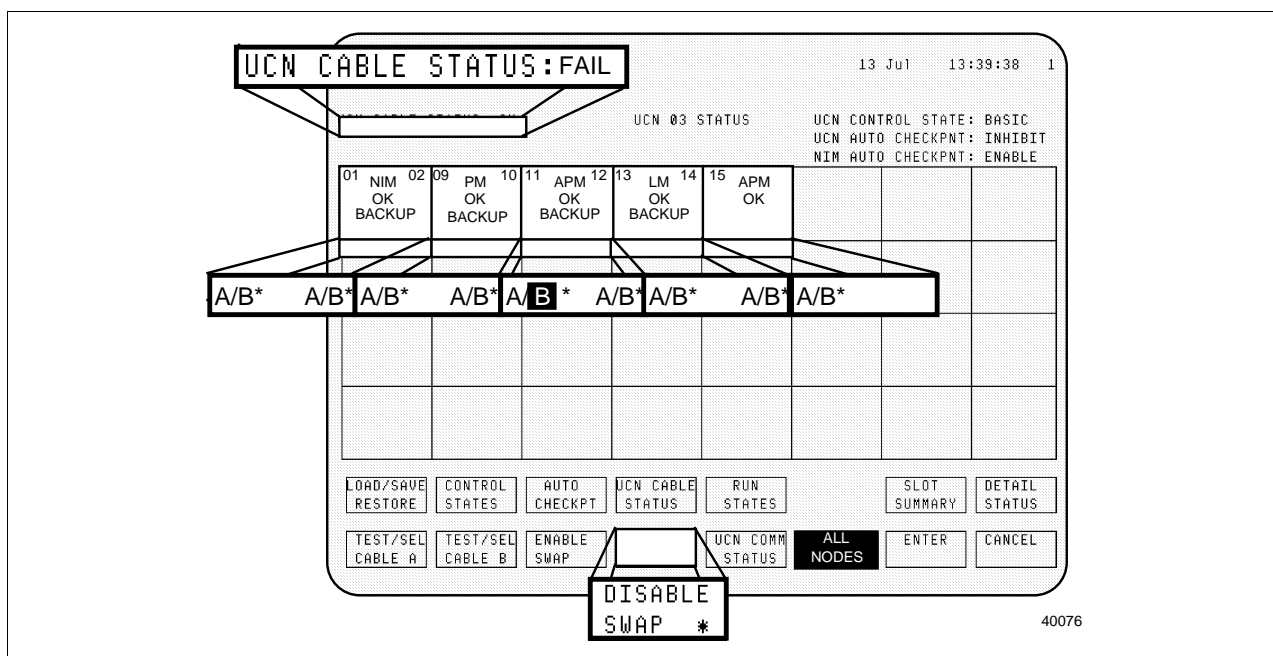 UCN CABLE STATUS:FAIL
13 Jul 13:39:38 1
UCN 03 STATUS
UCN CONTROL STATE: BASIC
UCN AUTO CHECKPNT: INHIBIT
NIM AUTO CHECKPNT: ENABLE
01 NIM 02 09 PM 10 11 APM 12 13 LM 14 15 APM
OK OK OK OK OK
BACKUP BACKUP BACKUP BACKUP
A/B* A/B* A/B* A/B* A/B * A/B* A/B* A/B* A/B*
LOAD/SAVE CONTROL AUTO UCN CABLE RUN SLOT DETAIL
RESTORE STATES CHECKPT STATUS STATES SUMMARY STATUS
TEST/SEL TEST/SEL ENABLE UCN COMM ALL ENTER CANCEL
CABLE A CABLE B SWAP STATUS NODES
DISABLE
SWAP *
40076